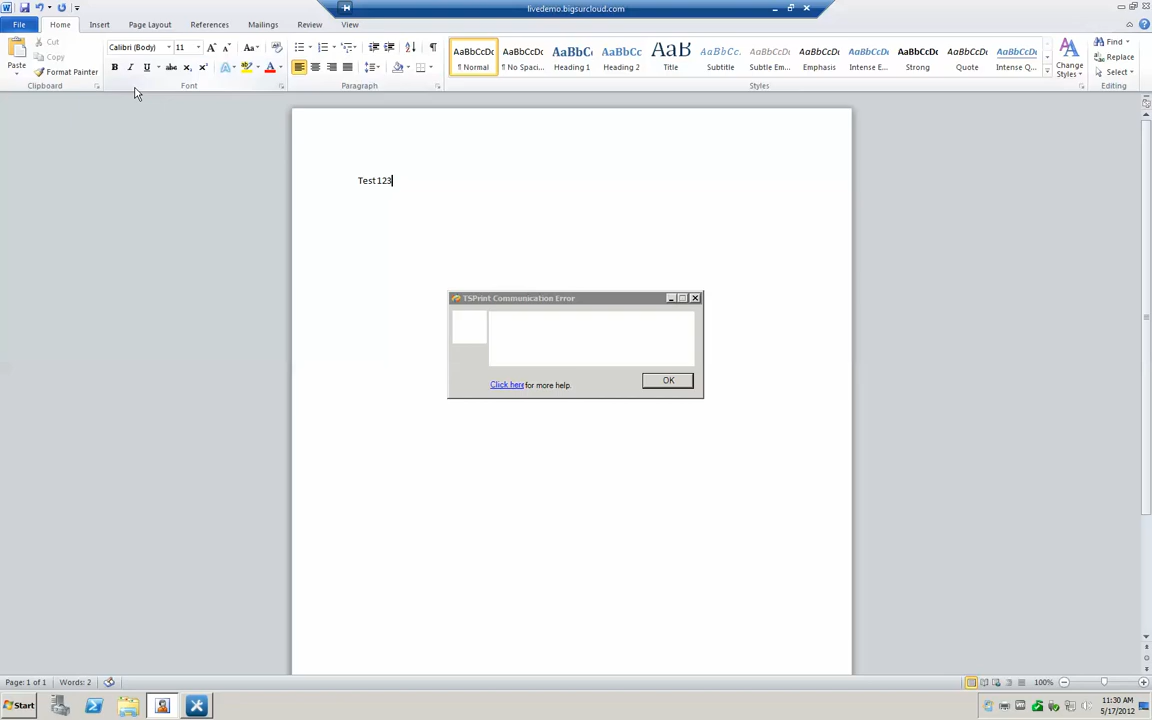 livedemo.bigsurcloud.com
File Home Insert Page Layout References Mailings Review View
Paste
Cut
Copy
Format Painter
Clipboard
Calibri (Body) 11
Font
Paragraph
AaBbCcDc AaBbCcDc AaBbC AaBbCc AaB AaBbCc. AaBbCcDc AaBbCcDc AaBbCcDc AaBbCcDc AaBbCcDc AaBbCcDc
¶ Normal ¶ No Spaci... Heading 1 Heading 2 Title Subtitle Subtle Em... Emphasis Intense E... Strong Quote Intense Q...
Change Styles
Styles
Find
Replace
Select
Editing
Test 123
TSPrint Communication Error
Click here for more help.
OK
Page: 1 of 1 Words: 2
100%
Start
11:30 AM
5/17/2012